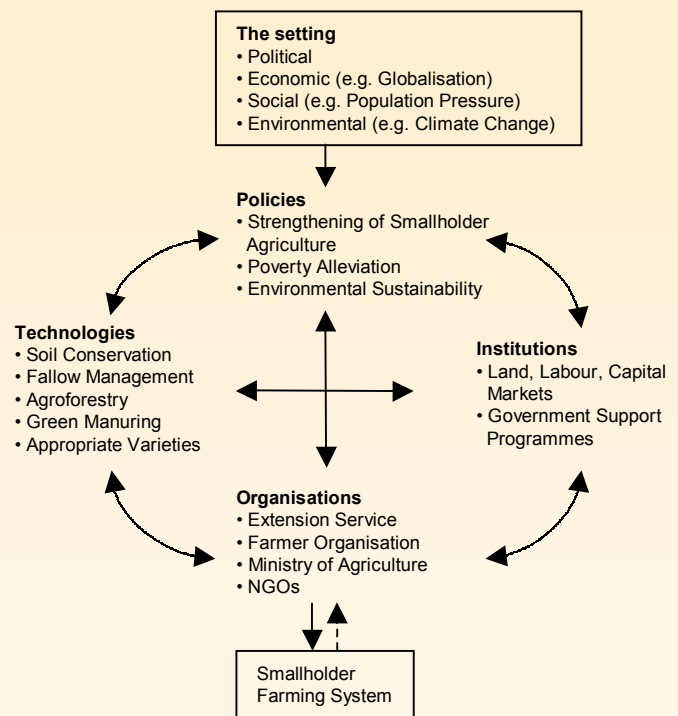 The setting
• Political
• Economic (e.g. Globalisation)
• Social (e.g. Population Pressure)
• Environmental (e.g. Climate Change)
Policies
• Strengthening of Smallholder
Agriculture
• Poverty Alleviation
• Environmental Sustainability
Technologies
• Soil Conservation
• Fallow Management
• Agroforestry
• Green Manuring
• Appropriate Varieties
Institutions
• Land, Labour, Capital
Markets
• Government Support
Programmes
Organisations
• Extension Service
• Farmer Organisation
• Ministry of Agriculture
• NGOs
Smallholder
Farming System